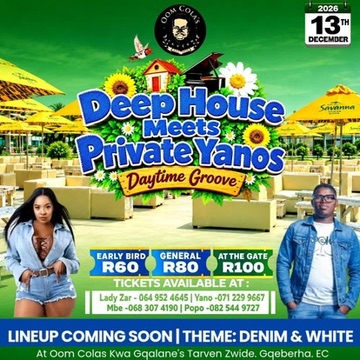 OOM COLA'S
2026
13TH
DECEMBER
Savanna
Savanna
Deep House
Meets
Private Yanos
Daytime Groove
EARLY BIRD
R60
GENERAL
R80
AT THE GATE
R100
TICKETS AVAILABLE AT :
Lady Zar - 064 952 4645 | Yano -071 229 9667
Mbe -068 307 4190 | Popo -082 544 9727
LINEUP COMING SOON | THEME: DENIM & WHITE
At Oom Colas Kwa Gqalane's Tarven Zwide, Gqeberha, EC